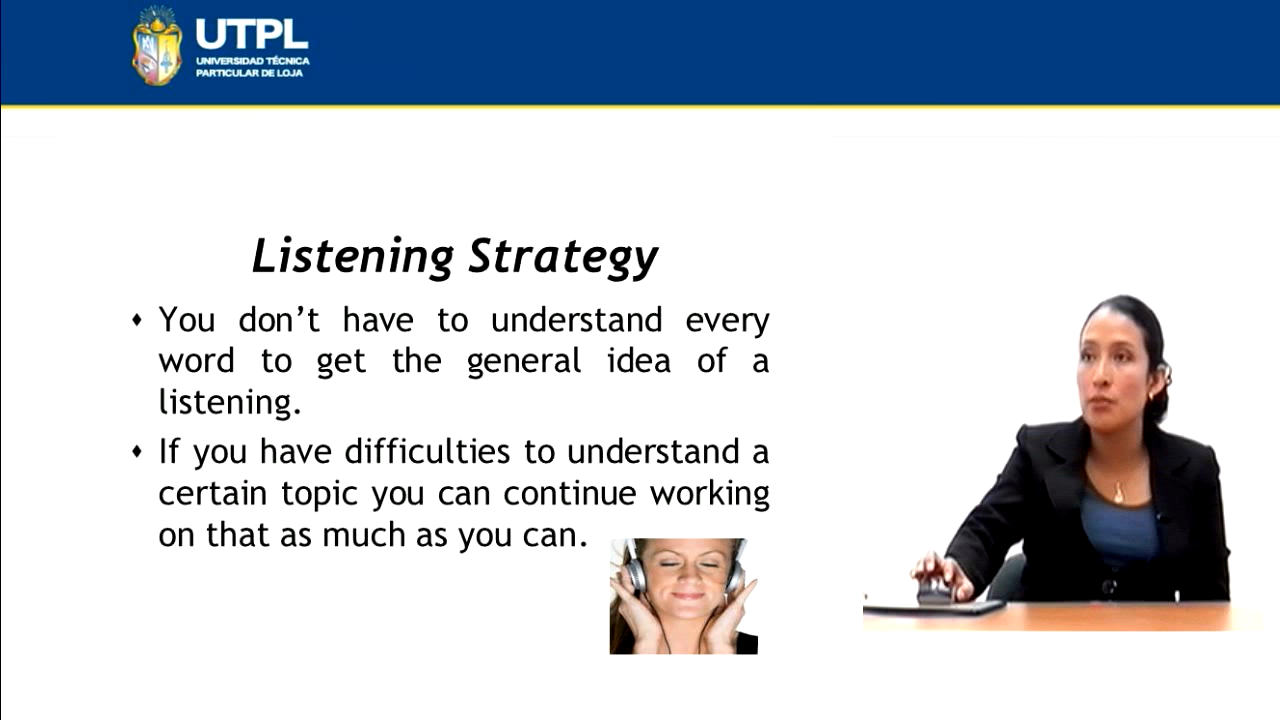 UTPL
UNIVERSIDAD TÉCNICA
PARTICULAR DE LOJA
Listening Strategy
♦ You don’t have to understand every
word to get the general idea of a
listening.
♦ If you have difficulties to understand a
certain topic you can continue working
on that as much as you can.